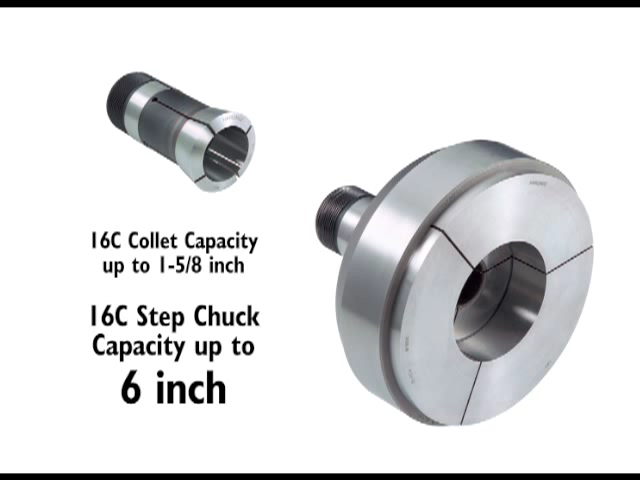 16C Collet Capacity
up to 1-5/8 inch
16C Step Chuck
Capacity up to
6 inch